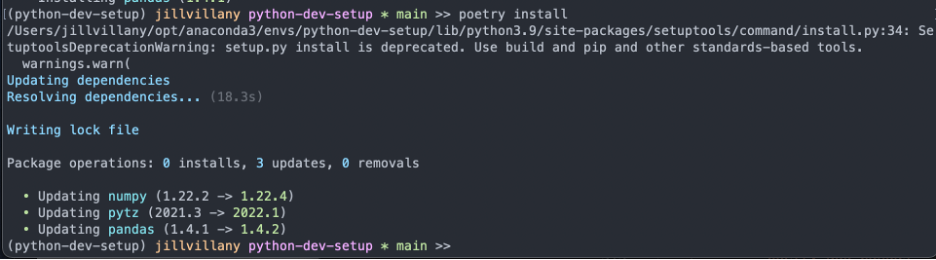 ((python-dev-setup) jillvillany python-dev-setup * main >> poetry install
/Users/jillvillany/opt/anaconda3/envs/python-dev-setup/lib/python3.9/site-packages/setuptools/command/install.py:34: Se
tuptoolsDeprecationWarning: setup.py install is deprecated. Use build and pip and other standards-based tools.
  warnings.warn(
Updating dependencies
Resolving dependencies... (18.3s)

Writing lock file

Package operations: 0 installs, 3 updates, 0 removals

  • Updating numpy (1.22.2 -> 1.22.4)
  • Updating pytz (2021.3 -> 2022.1)
  • Updating pandas (1.4.1 -> 1.4.2)
(python-dev-setup) jillvillany python-dev-setup * main >>